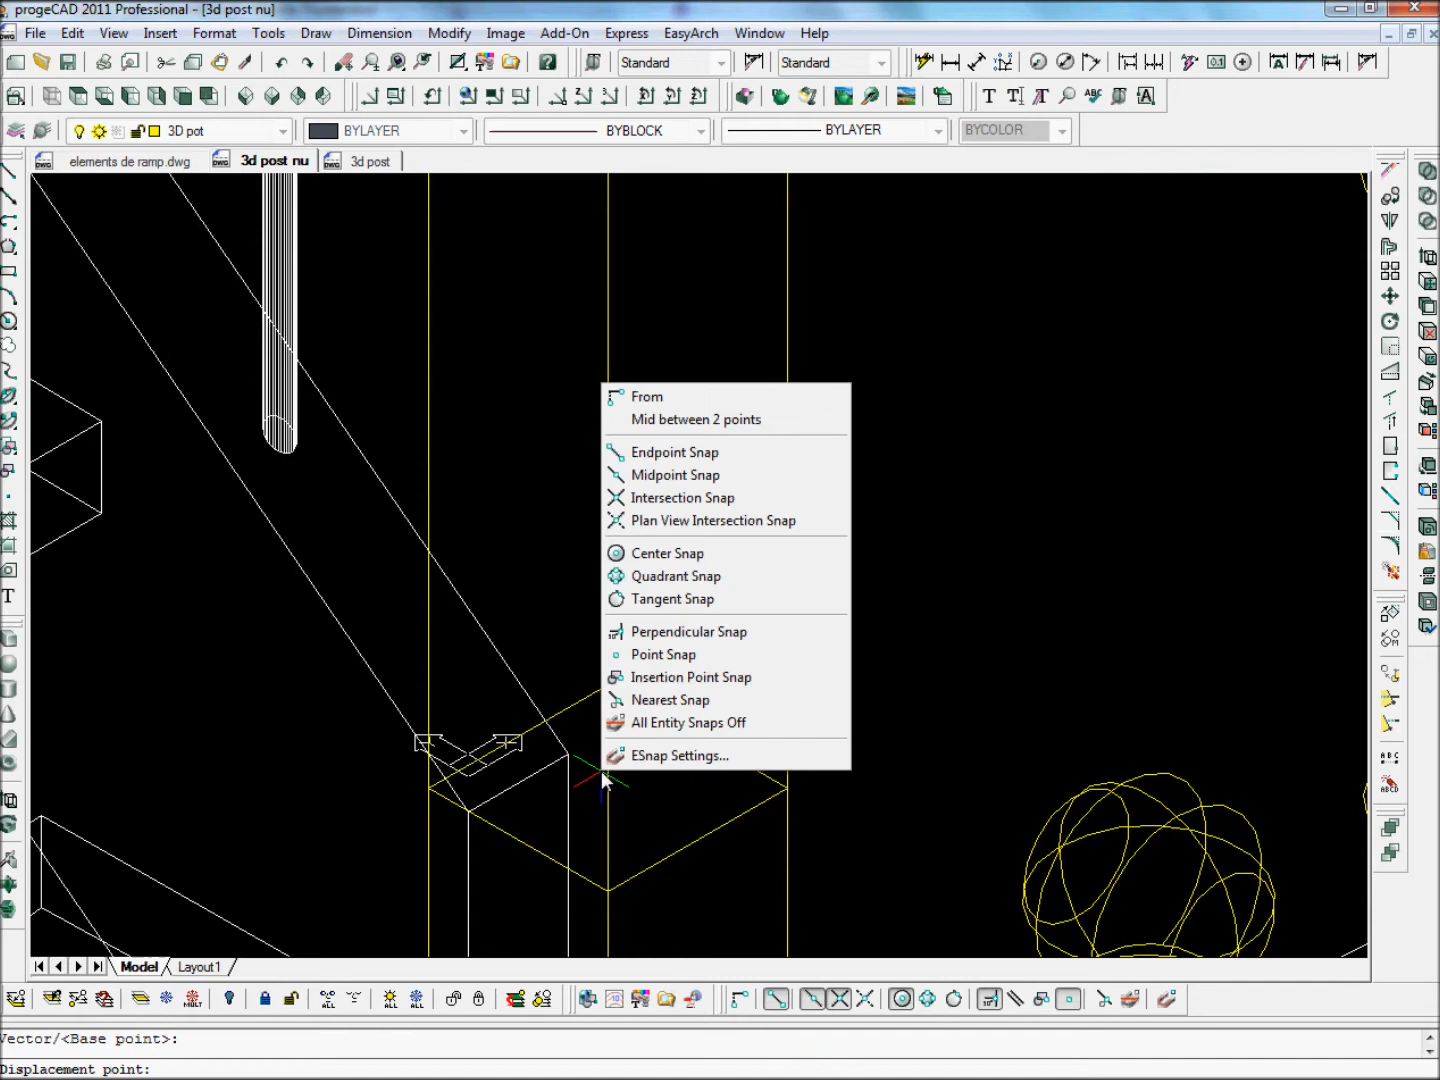 progeCAD 2011 Professional - [3d post nu]
File Edit View Insert Format Tools Draw Dimension Modify Image Add-On Express EasyArch Window Help
Standard Standard
3D pot BYLAYER BYBLOCK BYLAYER BYCOLOR
elements de ramp.dwg 3d post nu 3d post
From
Mid between 2 points
Endpoint Snap
Midpoint Snap
Intersection Snap
Plan View Intersection Snap
Center Snap
Quadrant Snap
Tangent Snap
Perpendicular Snap
Point Snap
Insertion Point Snap
Nearest Snap
All Entity Snaps Off
ESnap Settings...
Model Layout1
Vector/<Base point>:
Displacement point: